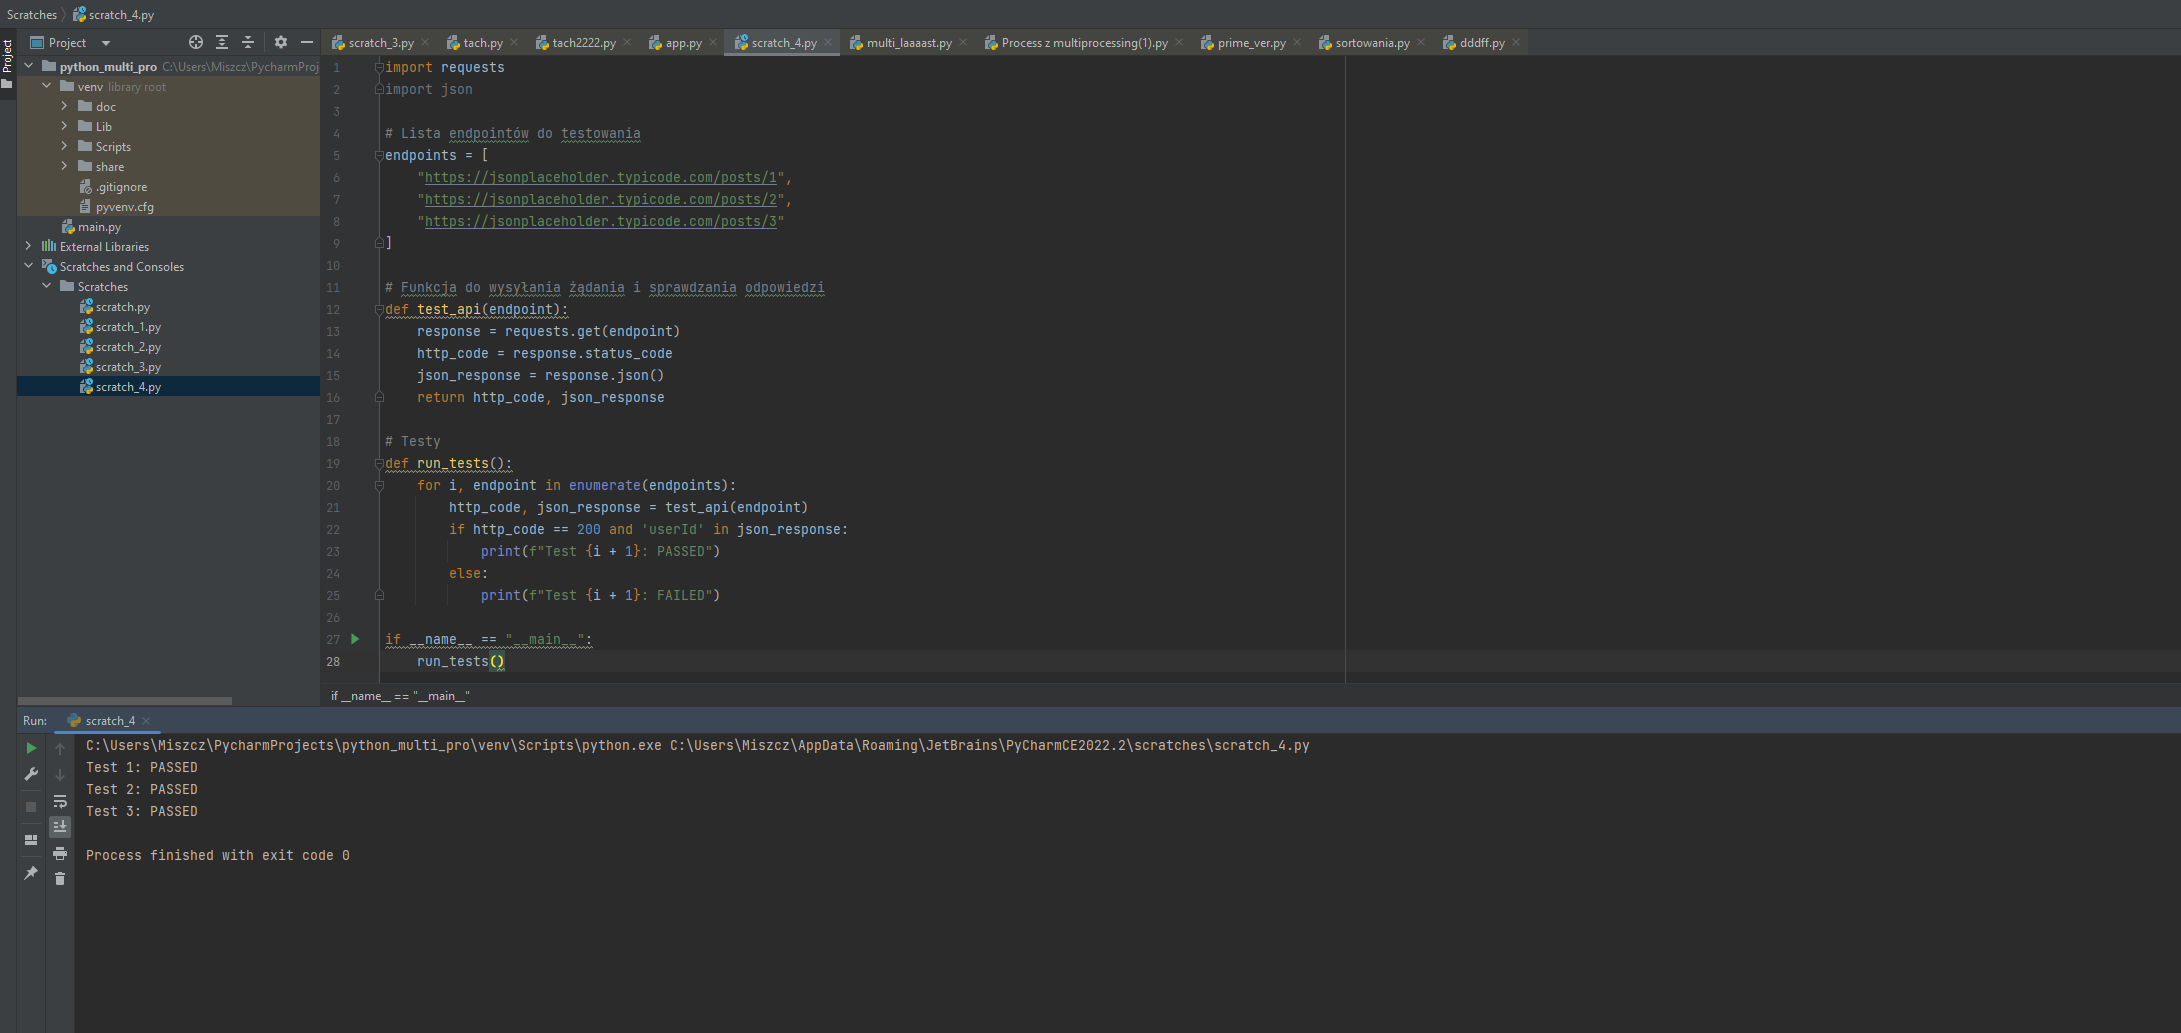 Scratches scratch_4.py
Project
Project
scratch_3.py tach.py tach2222.py app.py scratch_4.py multi_laaaast.py Process z multiprocessing(1).py prime_ver.py sortowania.py dddff.py
python_multi_pro C:\Users\Miszcz\PycharmProj
venv library root
doc
Lib
Scripts
share
.gitignore
pyvenv.cfg
main.py
External Libraries
Scratches and Consoles
Scratches
scratch.py
scratch_1.py
scratch_2.py
scratch_3.py
scratch_4.py
1 import requests
2 import json
3
4 # Lista endpointów do testowania
5 endpoints = [
6 "https://jsonplaceholder.typicode.com/posts/1",
7 "https://jsonplaceholder.typicode.com/posts/2",
8 "https://jsonplaceholder.typicode.com/posts/3"
9 ]
10
11 # Funkcja do wysyłania żądania i sprawdzania odpowiedzi
12 def test_api(endpoint):
13 response = requests.get(endpoint)
14 http_code = response.status_code
15 json_response = response.json()
16 return http_code, json_response
17
18 # Testy
19 def run_tests():
20 for i, endpoint in enumerate(endpoints):
21 http_code, json_response = test_api(endpoint)
22 if http_code == 200 and 'userId' in json_response:
23 print(f"Test {i + 1}: PASSED")
24 else:
25 print(f"Test {i + 1}: FAILED")
26
27 if __name__ == "__main__":
28 run_tests()
if __name__ == "__main__"
Run: scratch_4
C:\Users\Miszcz\PycharmProjects\python_multi_pro\venv\Scripts\python.exe C:\Users\Miszcz\AppData\Roaming\JetBrains\PyCharmCE2022.2\scratches\scratch_4.py
Test 1: PASSED
Test 2: PASSED
Test 3: PASSED
Process finished with exit code 0